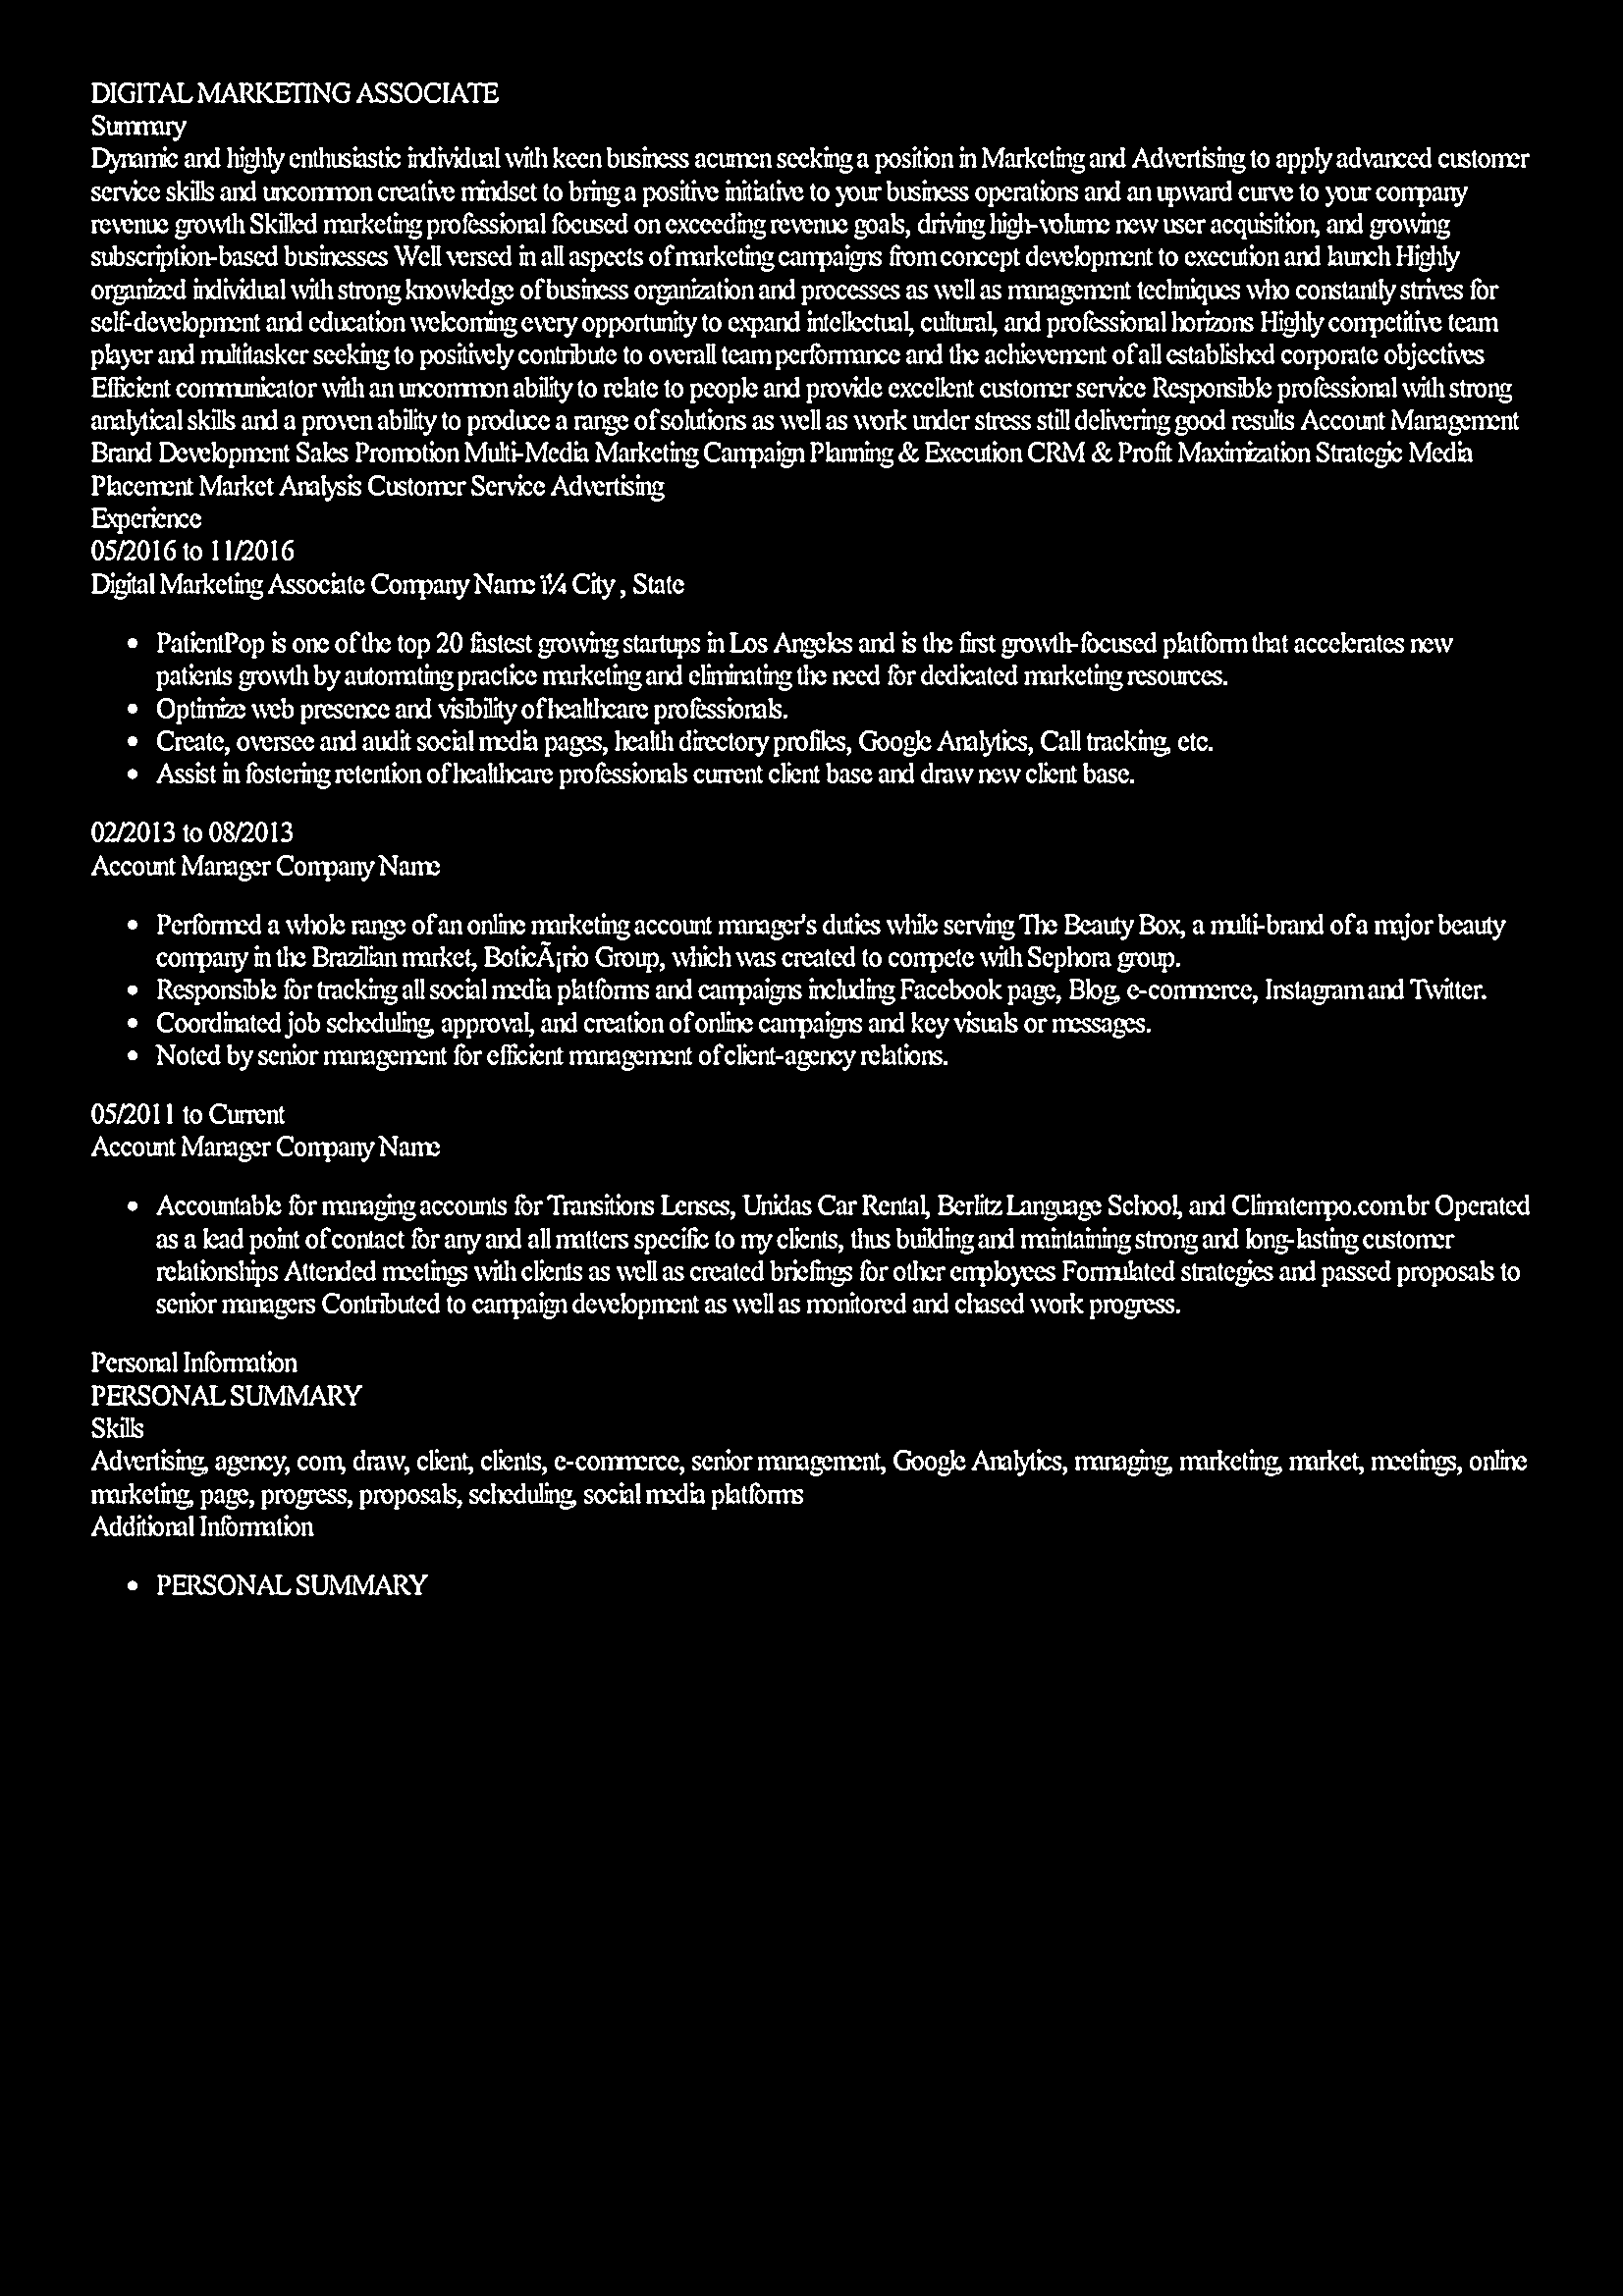 DIGITAL MARKETING ASSOCIATE
Summary
Dynamic and highly enthusiastic individual with keen business acumen seeking a position in Marketing and Advertising to apply advanced customer
service skills and uncommon creative mindset to bring a positive initiative to your business operations and an upward curve to your company
revenue growth Skilled marketing professional focused on exceeding revenue goals, driving high-volume new user acquisition, and growing
subscription-based businesses Well versed in all aspects of marketing campaigns from concept development to execution and launch Highly
organized individual with strong knowledge of business organization and processes as well as management techniques who constantly strives for
self-development and education welcoming every opportunity to expand intellectual, cultural, and professional horizons Highly competitive team
player and multitasker seeking to positively contribute to overall team performance and the achievement of all established corporate objectives
Efficient communicator with an uncommon ability to relate to people and provide excellent customer service Responsible professional with strong
analytical skills and a proven ability to produce a range of solutions as well as work under stress still delivering good results Account Management
Brand Development Sales Promotion Multi-Media Marketing Campaign Planning & Execution CRM & Profit Maximization Strategic Media
Placement Market Analysis Customer Service Advertising
Experience
05/2016 to 11/2016
Digital Marketing Associate Company Name ï¼ City , State
• PatientPop is one of the top 20 fastest growing startups in Los Angeles and is the first growth-focused platform that accelerates new
patients growth by automating practice marketing and eliminating the need for dedicated marketing resources.
• Optimize web presence and visibility of healthcare professionals.
• Create, oversee and audit social media pages, health directory profiles, Google Analytics, Call tracking, etc.
• Assist in fostering retention of healthcare professionals current client base and draw new client base.
02/2013 to 08/2013
Account Manager Company Name
• Performed a whole range of an online marketing account manager's duties while serving The Beauty Box, a multi-brand of a major beauty
company in the Brazilian market, BoticÃ¡rio Group, which was created to compete with Sephora group.
• Responsible for tracking all social media platforms and campaigns including Facebook page, Blog, e-commerce, Instagram and Twitter.
• Coordinated job scheduling, approval, and creation of online campaigns and key visuals or messages.
• Noted by senior management for efficient management of client-agency relations.
05/2011 to Current
Account Manager Company Name
• Accountable for managing accounts for Transitions Lenses, Unidas Car Rental, Berlitz Language School, and Climatempo.com.br Operated
as a lead point of contact for any and all matters specific to my clients, thus building and maintaining strong and long-lasting customer
relationships Attended meetings with clients as well as created briefings for other employees Formulated strategies and passed proposals to
senior managers Contributed to campaign development as well as monitored and chased work progress.
Personal Information
PERSONAL SUMMARY
Skills
Advertising, agency, com, draw, client, clients, e-commerce, senior management, Google Analytics, managing, marketing, market, meetings, online
marketing, page, progress, proposals, scheduling, social media platforms
Additional Information
• PERSONAL SUMMARY